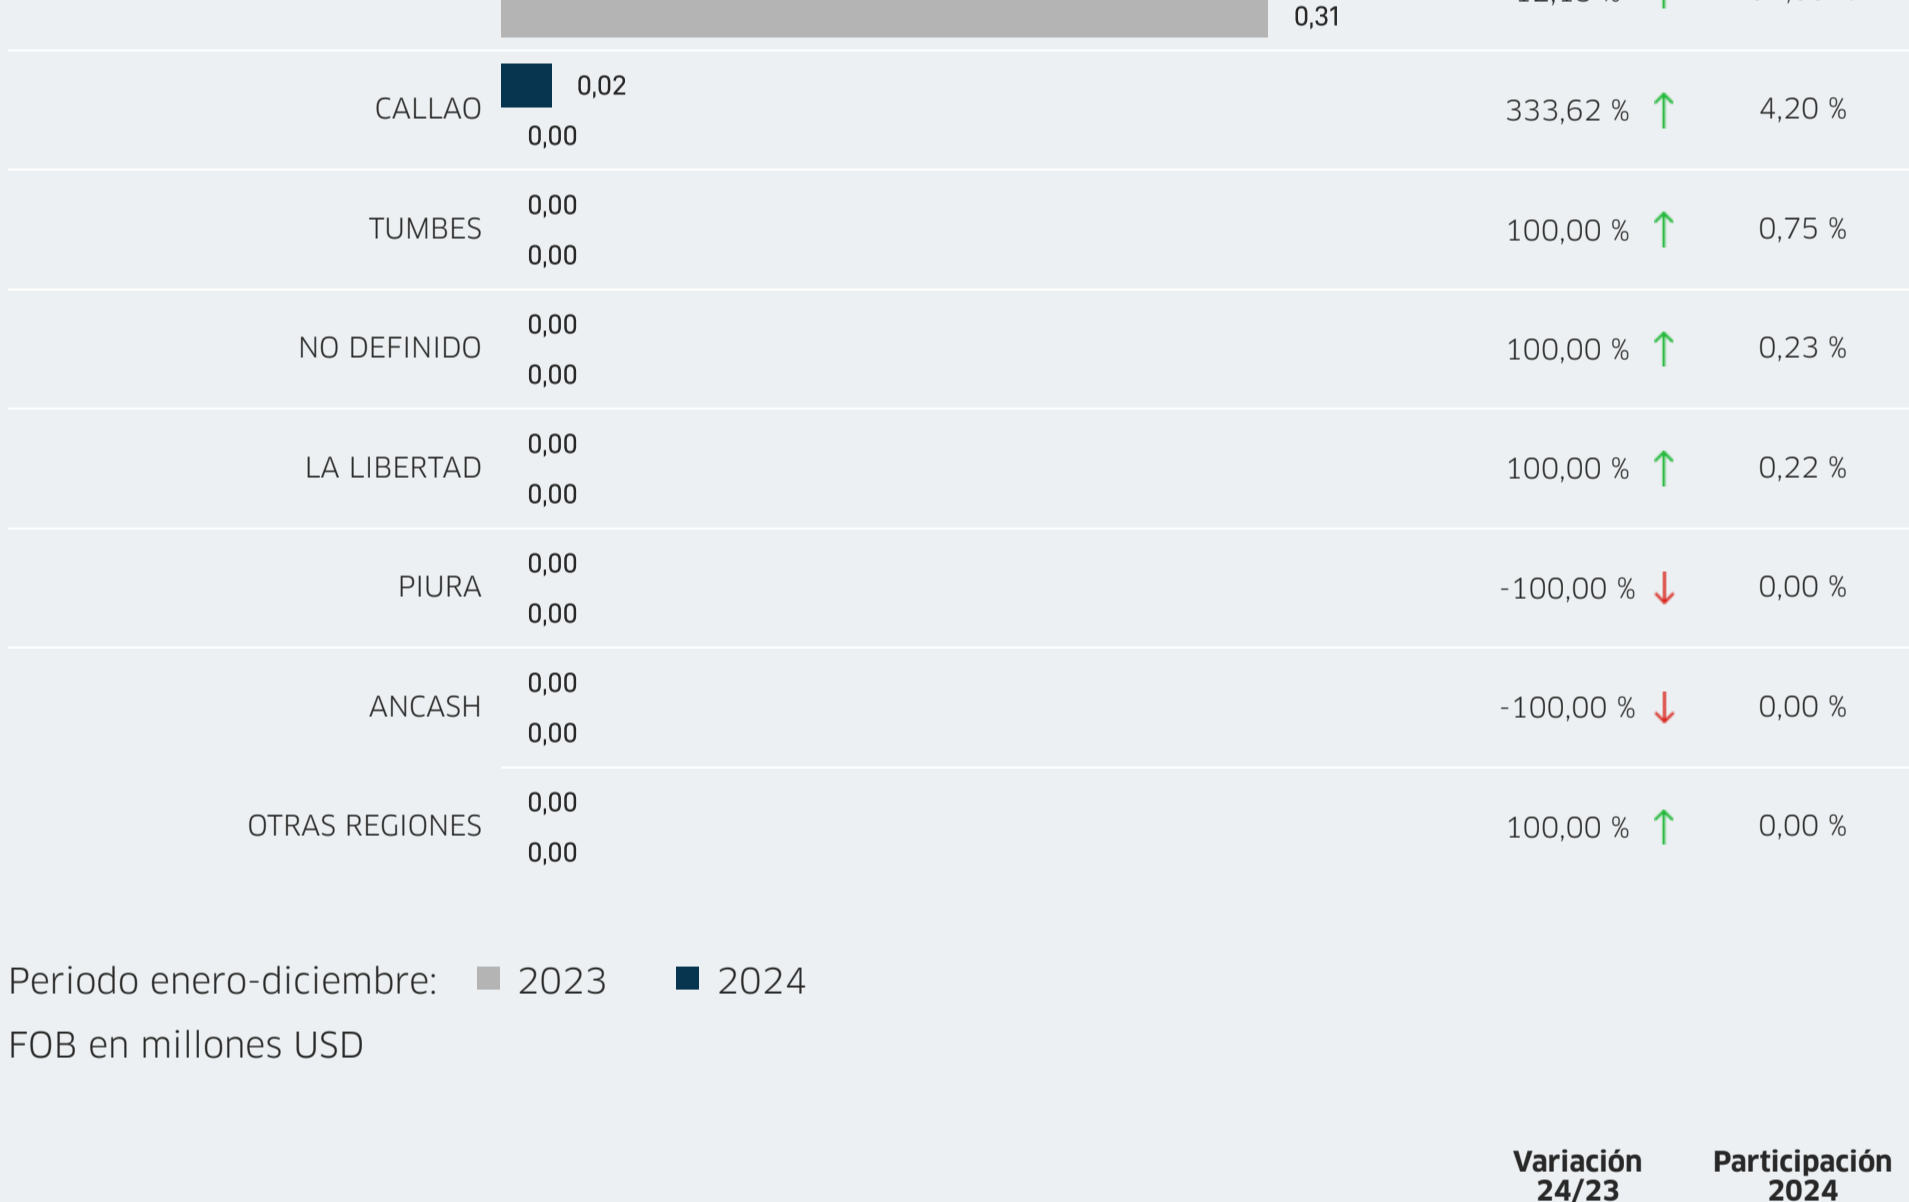 0,31
0,02
CALLAO 333,62 % 4,20 %
0,00
0,00
TUMBES 100,00 % 0,75 %
0,00
0,00
NO DEFINIDO 100,00 % 0,23 %
0,00
0,00
LA LIBERTAD 100,00 % 0,22 %
0,00
0,00
PIURA -100,00 % 0,00 %
0,00
0,00
ANCASH -100,00 % 0,00 %
0,00
0,00
OTRAS REGIONES 100,00 % 0,00 %
0,00
Periodo enero-diciembre: 2023 2024
FOB en millones USD
Variación Participación
24/23 2024